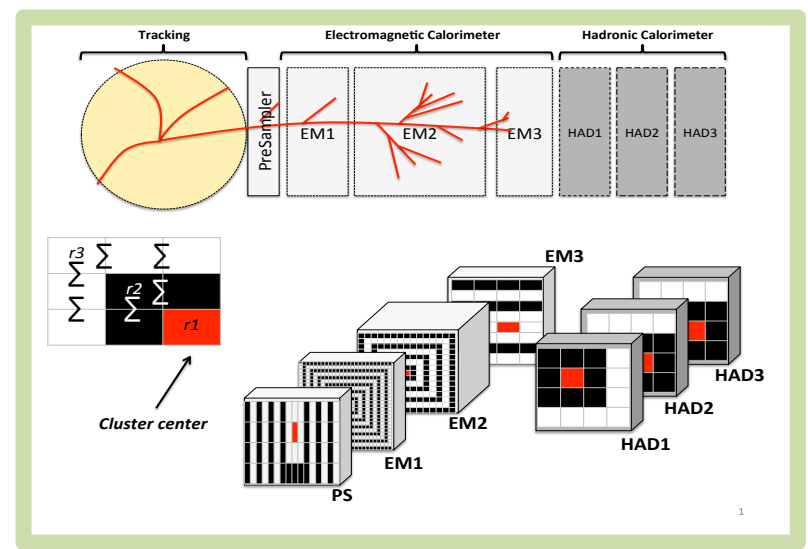 Tracking
Electromagnetic Calorimeter
Hadronic Calorimeter
PreSampler
EM1
EM2
EM3
HAD1
HAD2
HAD3
r3 ∑ ∑
∑
r2 ∑
∑ ∑
r1
Cluster center
EM3
HAD3
HAD2
HAD1
EM2
EM1
PS
1